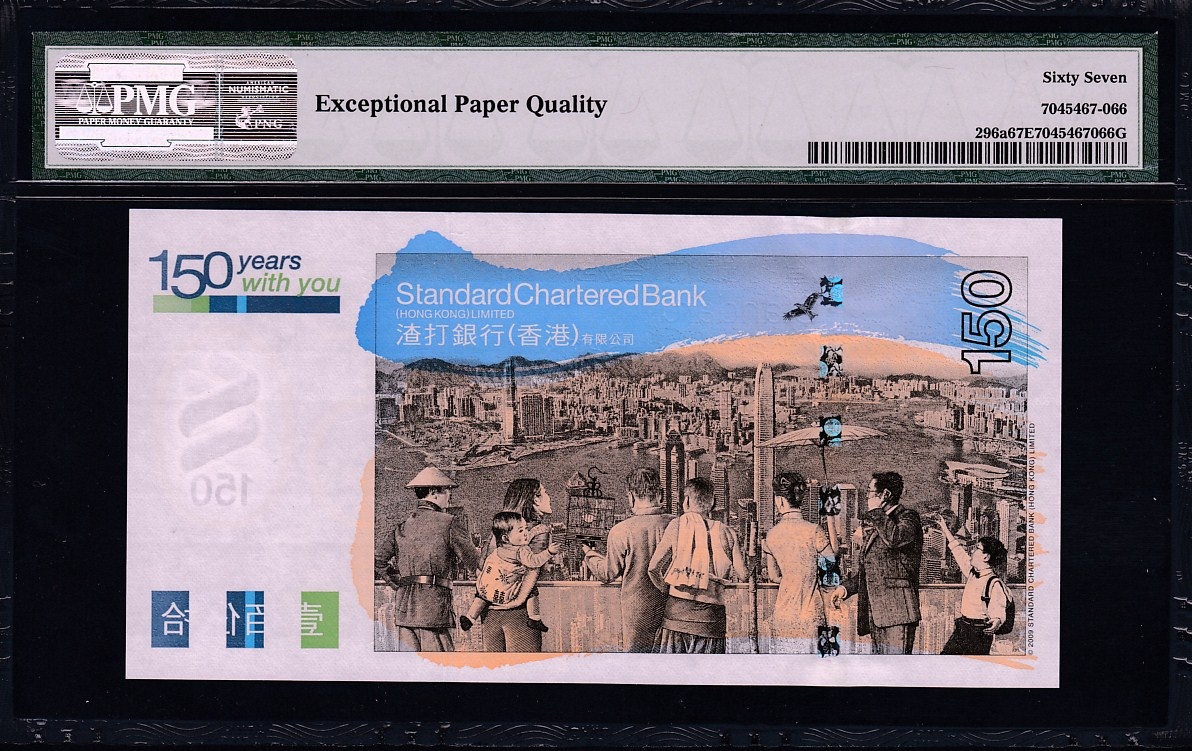 PMG
PAPER MONEY GUARANTY
NUMISMATIC
PNG
Exceptional Paper Quality
Sixty Seven
7045467-066
296a67E7045467066G
150 years
with you
Standard Chartered Bank
(HONG KONG) LIMITED
渣打銀行(香港)有限公司
150
150
拾 佰 壹
© 2009 STANDARD CHARTERED BANK (HONG KONG) LIMITED